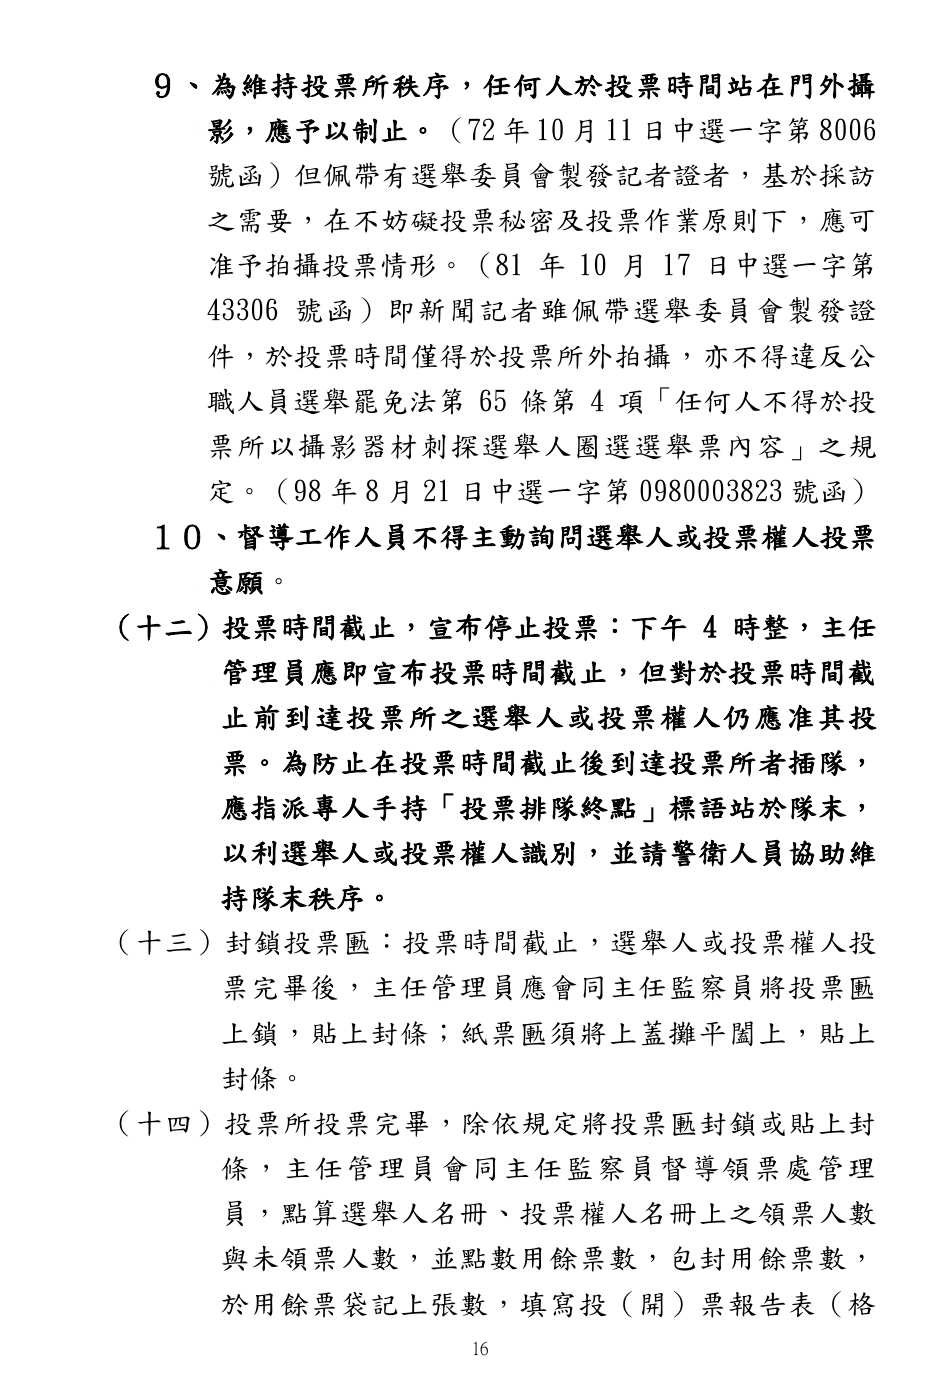 ９、為維持投票所秩序，任何人於投票時間站在門外攝
影，應予以制止。（72 年 10 月 11 日中選一字第 8006
號函）但佩帶有選舉委員會製發記者證者，基於採訪
之需要，在不妨礙投票秘密及投票作業原則下，應可
准予拍攝投票情形。（81 年 10 月 17 日中選一字第
43306 號函）即新聞記者雖佩帶選舉委員會製發證
件，於投票時間僅得於投票所外拍攝，亦不得違反公
職人員選舉罷免法第 65 條第 4 項「任何人不得於投
票所以攝影器材刺探選舉人圈選選舉票內容」之規
定。（98 年 8 月 21 日中選一字第 0980003823 號函）
１０、督導工作人員不得主動詢問選舉人或投票權人投票
意願。
（十二）投票時間截止，宣布停止投票：下午 4 時整，主任
管理員應即宣布投票時間截止，但對於投票時間截
止前到達投票所之選舉人或投票權人仍應准其投
票。為防止在投票時間截止後到達投票所者插隊，
應指派專人手持「投票排隊終點」標語站於隊末，
以利選舉人或投票權人識別，並請警衛人員協助維
持隊末秩序。
（十三）封鎖投票匭：投票時間截止，選舉人或投票權人投
票完畢後，主任管理員應會同主任監察員將投票匭
上鎖，貼上封條；紙票匭須將上蓋攤平闔上，貼上
封條。
（十四）投票所投票完畢，除依規定將投票匭封鎖或貼上封
條，主任管理員會同主任監察員督導領票處管理
員，點算選舉人名冊、投票權人名冊上之領票人數
與未領票人數，並點數用餘票數，包封用餘票數，
於用餘票袋記上張數，填寫投（開）票報告表（格
16